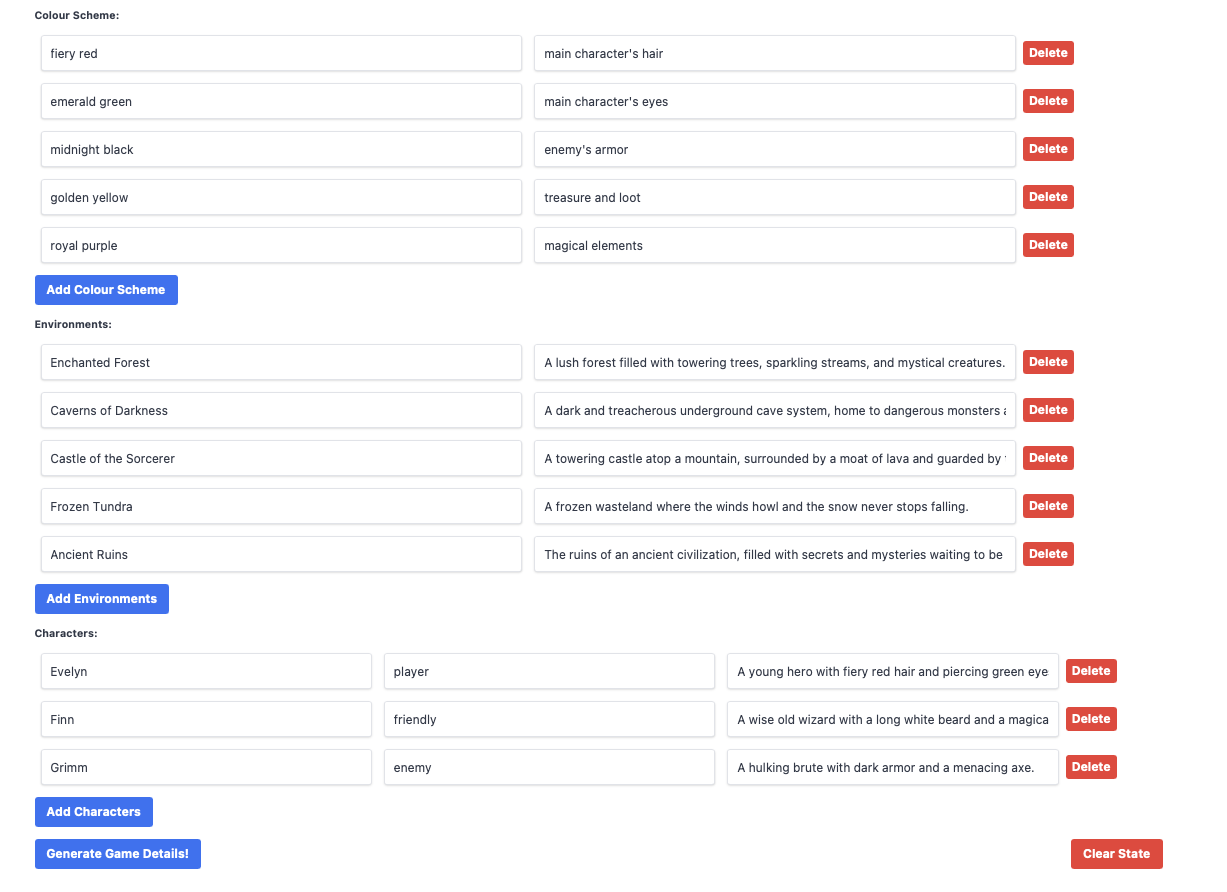 Colour Scheme:
fiery red main character's hair Delete
emerald green main character's eyes Delete
midnight black enemy's armor Delete
golden yellow treasure and loot Delete
royal purple magical elements Delete
Add Colour Scheme
Environments:
Enchanted Forest A lush forest filled with towering trees, sparkling streams, and mystical creatures. Delete
Caverns of Darkness A dark and treacherous underground cave system, home to dangerous monsters Delete
Castle of the Sorcerer A towering castle atop a mountain, surrounded by a moat of lava and guarded by Delete
Frozen Tundra A frozen wasteland where the winds howl and the snow never stops falling. Delete
Ancient Ruins The ruins of an ancient civilization, filled with secrets and mysteries waiting to be Delete
Add Environments
Characters:
Evelyn player A young hero with fiery red hair and piercing green eye Delete
Finn friendly A wise old wizard with a long white beard and a magica Delete
Grimm enemy A hulking brute with dark armor and a menacing axe. Delete
Add Characters
Generate Game Details! Clear State